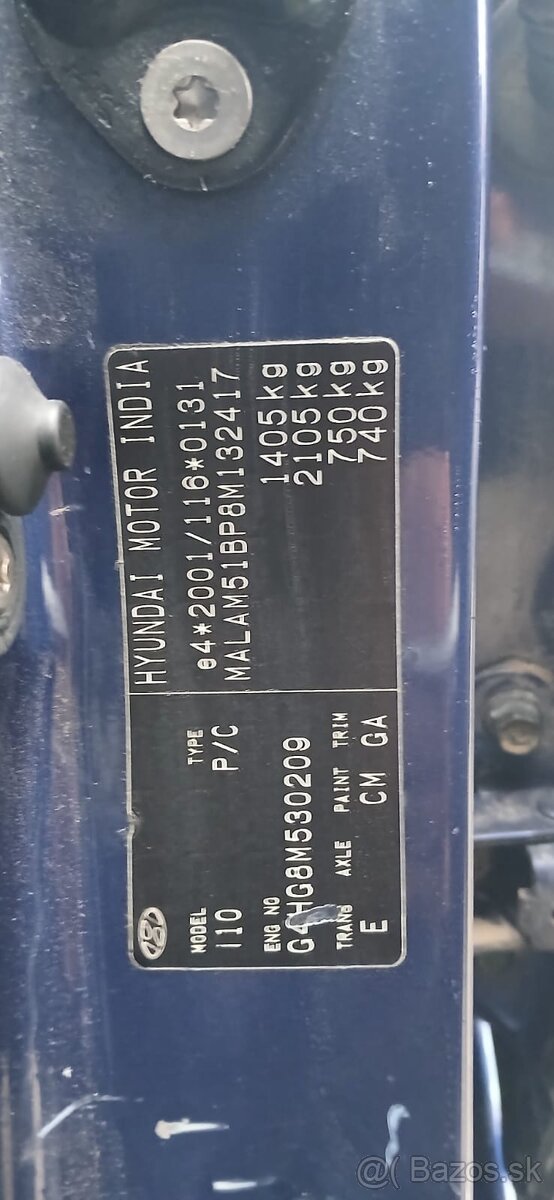 MODEL TYPE
I10 P/C
ENG NO
G4HG8M530209
TRANS AXLE PAINT TRIM
E CM GA
HYUNDAI MOTOR INDIA
e4*2001/116*0131
MALAM51BP8M132417
1405kg
2105kg
750kg
740kg
@( Bazos.sk